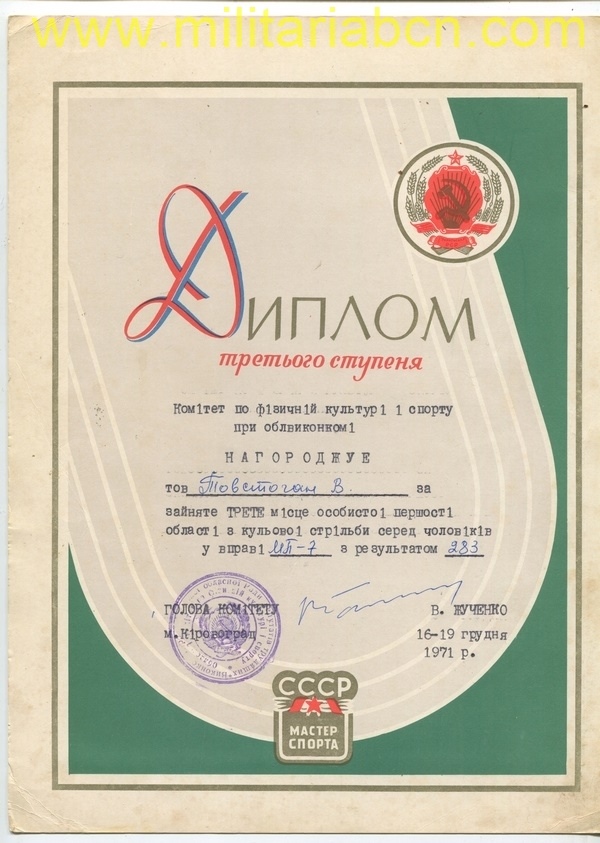 www.militariabcn.com
Диплом
третього ступеня
Комітет по фізичній культурі і спорту
при облвиконкомі
НАГОРОДЖУЄ
тов Товстоган В. за
зайняте ТРЕТЄ місце особистої першості
області з кульової стрільби серед чоловіків
у вправі МП-7 з результатом 283
ГОЛОВА КОМІТЕТУ В. ЖУЧЕНКО
м.Кіровоград 16-19 грудня
1971 р.
СССР
МАСТЕР
СПОРТА